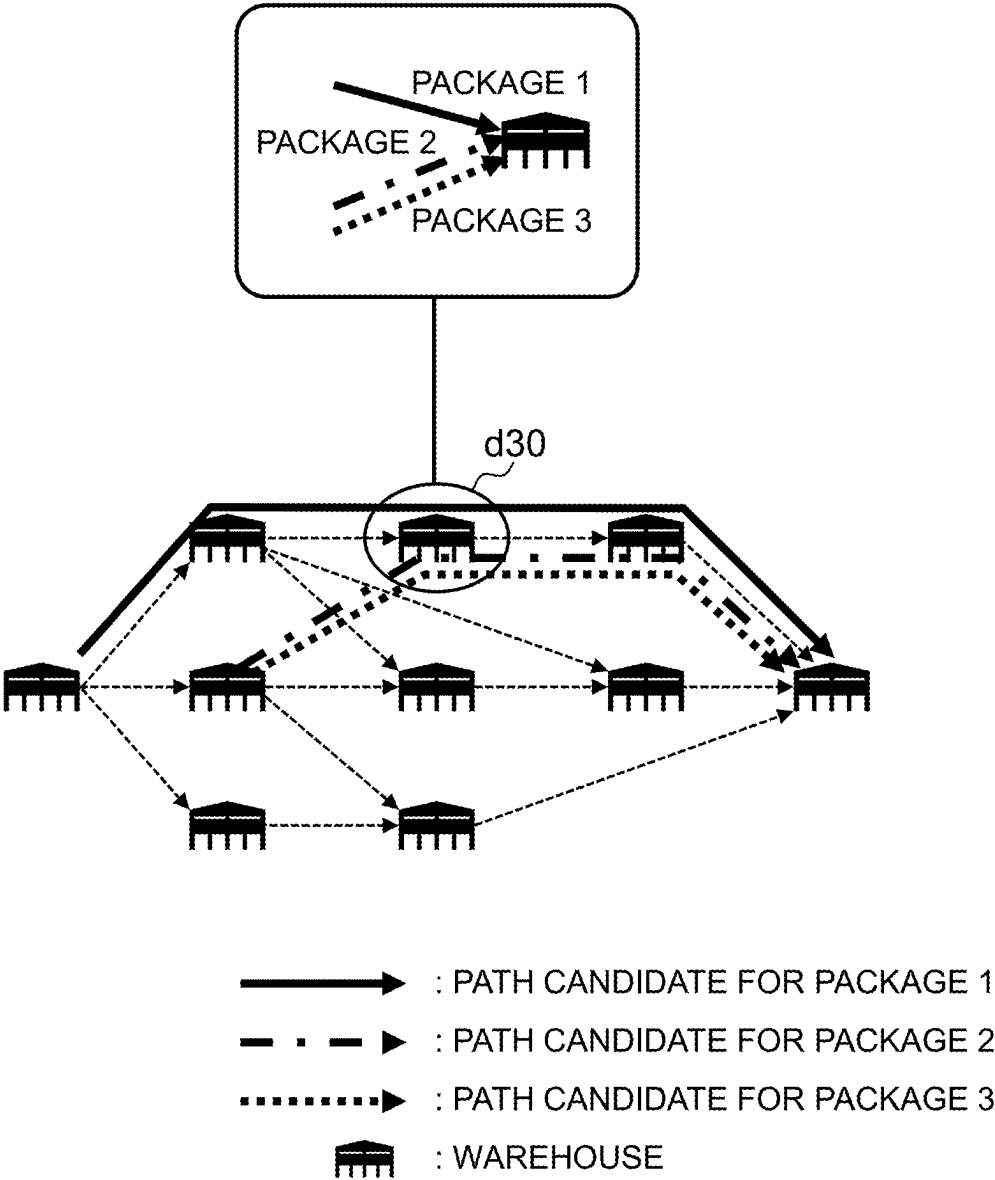 PACKAGE 1
PACKAGE 2
PACKAGE 3
d30
: PATH CANDIDATE FOR PACKAGE 1
: PATH CANDIDATE FOR PACKAGE 2
: PATH CANDIDATE FOR PACKAGE 3
: WAREHOUSE